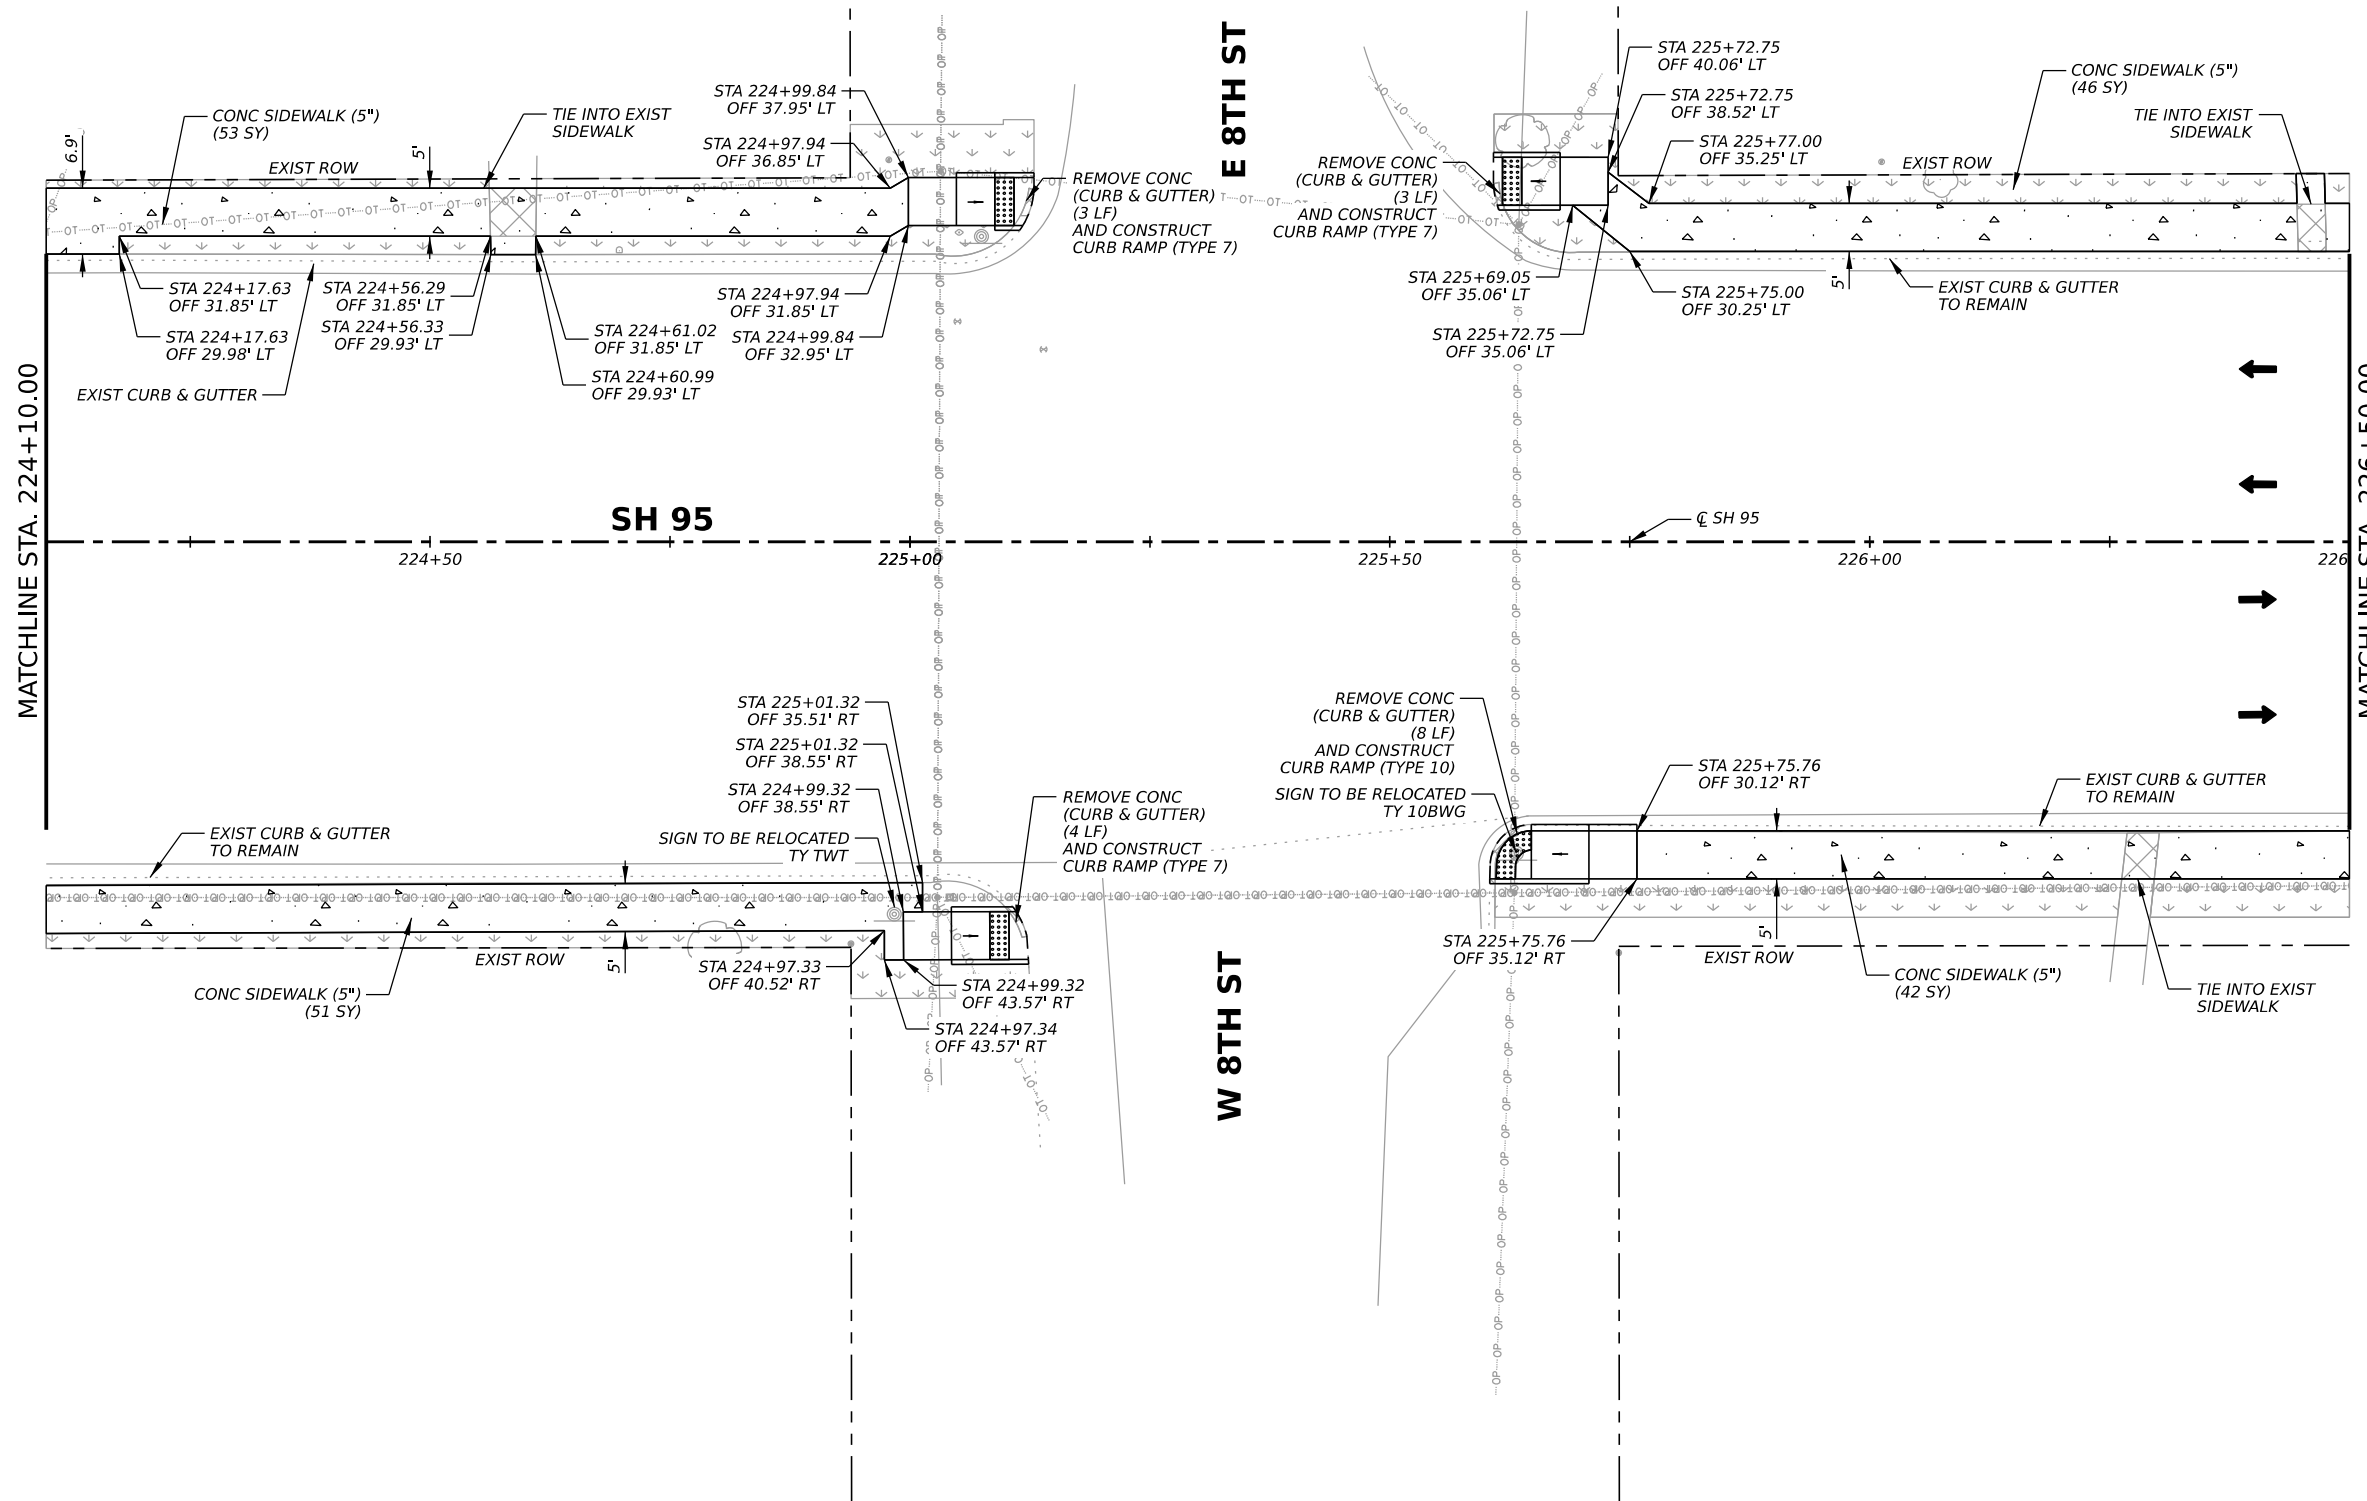 E 8TH ST
STA 224+99.84
OFF 37.95' LT
STA 224+97.94
OFF 36.85' LT
CONC SIDEWALK (5")
(53 SY)
TIE INTO EXIST
SIDEWALK
6.9'
EXIST ROW
5'
REMOVE CONC
(CURB & GUTTER)
(3 LF)
AND CONSTRUCT
CURB RAMP (TYPE 7)
STA 224+17.63
OFF 31.85' LT
STA 224+17.63
OFF 29.98' LT
STA 224+56.29
OFF 31.85' LT
STA 224+56.33
OFF 29.93' LT
STA 224+61.02
OFF 31.85' LT
STA 224+60.99
OFF 29.93' LT
STA 224+97.94
OFF 31.85' LT
STA 224+99.84
OFF 32.95' LT
EXIST CURB & GUTTER
STA 225+72.75
OFF 40.06' LT
STA 225+72.75
OFF 38.52' LT
STA 225+77.00
OFF 35.25' LT
CONC SIDEWALK (5")
(46 SY)
TIE INTO EXIST
SIDEWALK
REMOVE CONC
(CURB & GUTTER)
(3 LF)
AND CONSTRUCT
CURB RAMP (TYPE 7)
EXIST ROW
STA 225+69.05
OFF 35.06' LT
STA 225+72.75
OFF 35.06' LT
STA 225+75.00
OFF 30.25' LT
5'
EXIST CURB & GUTTER
TO REMAIN
MATCHLINE STA. 224+10.00
SH 95
℄ SH 95
224+50
225+00
225+50
226+00
226
STA 225+01.32
OFF 35.51' RT
STA 225+01.32
OFF 38.55' RT
STA 224+99.32
OFF 38.55' RT
SIGN TO BE RELOCATED
TY TWT
EXIST CURB & GUTTER
TO REMAIN
REMOVE CONC
(CURB & GUTTER)
(4 LF)
AND CONSTRUCT
CURB RAMP (TYPE 7)
EXIST ROW
5'
CONC SIDEWALK (5")
(51 SY)
STA 224+97.33
OFF 40.52' RT
STA 224+99.32
OFF 43.57' RT
STA 224+97.34
OFF 43.57' RT
REMOVE CONC
(CURB & GUTTER)
(8 LF)
AND CONSTRUCT
CURB RAMP (TYPE 10)
SIGN TO BE RELOCATED
TY 10BWG
STA 225+75.76
OFF 30.12' RT
EXIST CURB & GUTTER
TO REMAIN
STA 225+75.76
OFF 35.12' RT
EXIST ROW
5'
CONC SIDEWALK (5")
(42 SY)
TIE INTO EXIST
SIDEWALK
W 8TH ST